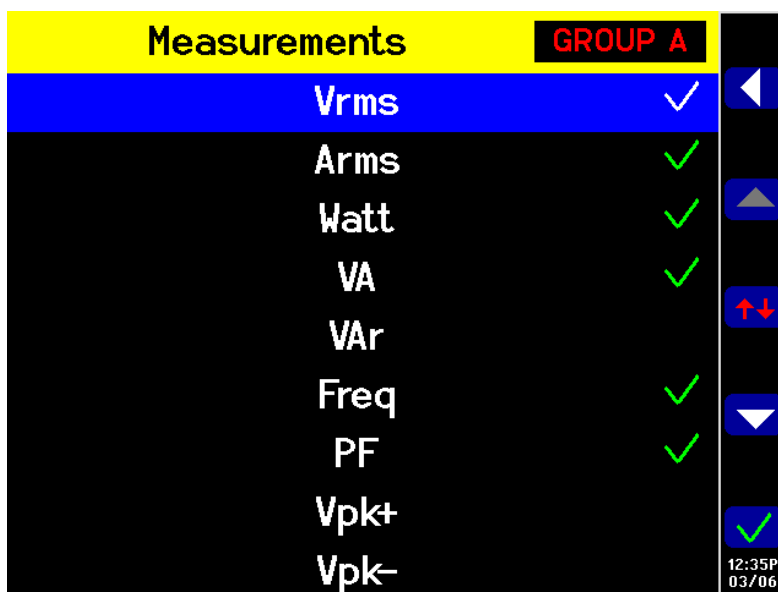 Measurements GROUP A
Vrms
Arms
Watt
VA
VAr
Freq
PF
Vpk+
Vpk-
12:35P
03/06